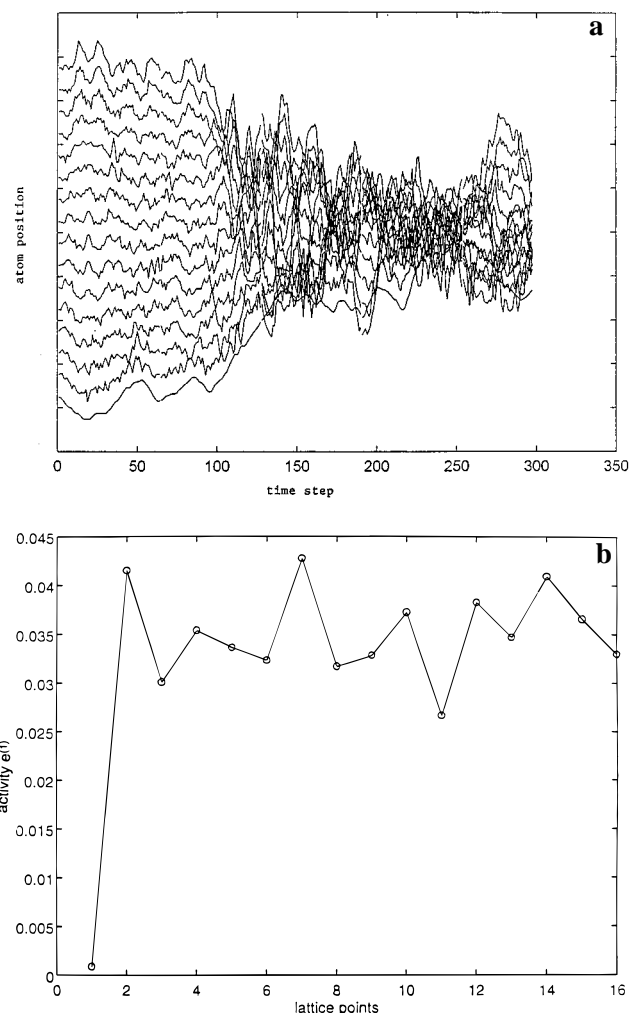 a
atom position
0 50 100 150 200 250 300 350
time step
b
0.045
0.04
0.035
0.03
0.025
0.02
0.015
0.01
0.005
0
activity e(f)
0 2 4 6 8 10 12 14 16
lattice points